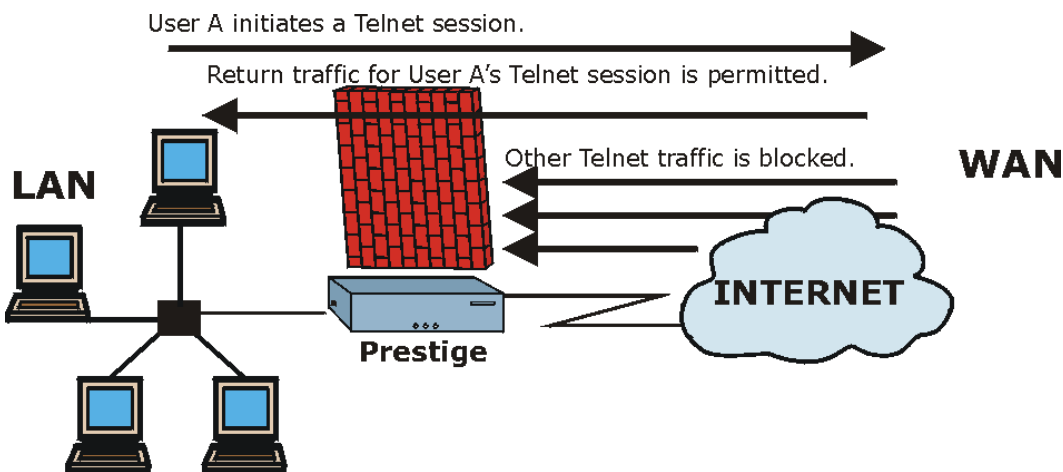 User A initiates a Telnet session.
Return traffic for User A's Telnet session is permitted.
Other Telnet traffic is blocked.
WAN
LAN
INTERNET
Prestige